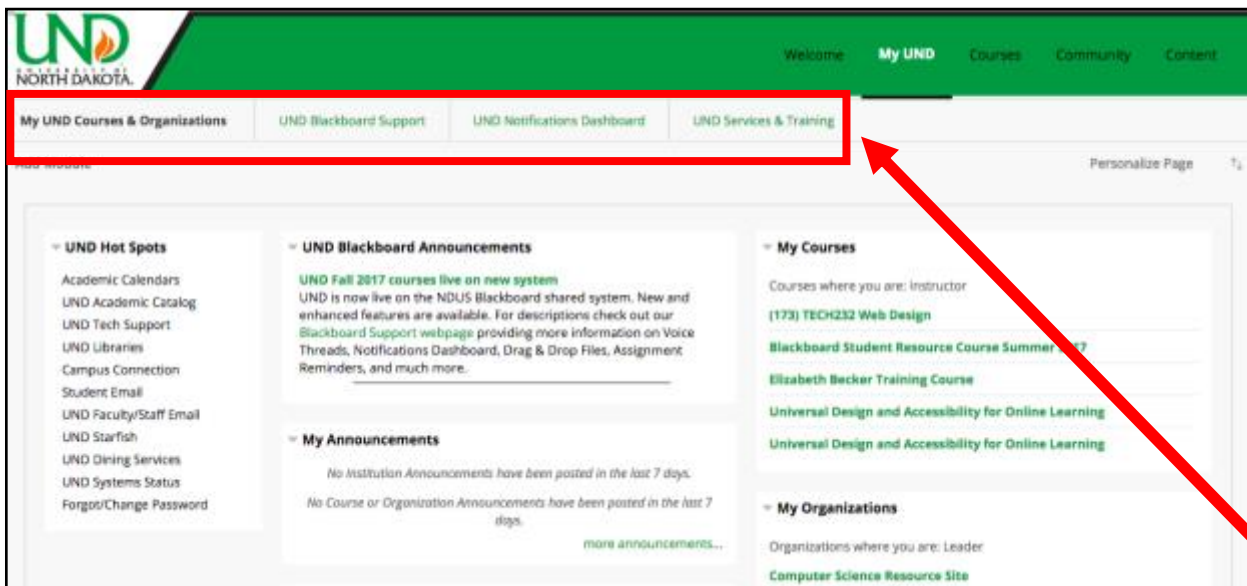 UND
UNIVERSITY OF
NORTH DAKOTA.
Welcome My UND Courses Community Content
My UND Courses & Organizations UND Blackboard Support UND Notifications Dashboard UND Services & Training
Add Module
Personalize Page
UND Hot Spots
Academic Calendars
UND Academic Catalog
UND Tech Support
UND Libraries
Campus Connection
Student Email
UND Faculty/Staff Email
UND Starfish
UND Dining Services
UND Systems Status
Forgot/Change Password
UND Blackboard Announcements
UND Fall 2017 courses live on new system
UND is now live on the NDUS Blackboard shared system. New and
enhanced features are available. For descriptions check out our
Blackboard Support webpage providing more information on Voice
Threads, Notifications Dashboard, Drag & Drop Files, Assignment
Reminders, and much more.
My Announcements
No Institution Announcements have been posted in the last 7 days.
No Course or Organization Announcements have been posted in the last 7
days.
more announcements...
My Courses
Courses where you are: Instructor
(173) TECH232 Web Design
Blackboard Student Resource Course Summer
Elizabeth Becker Training Course
Universal Design and Accessibility for Online Learning
Universal Design and Accessibility for Online Learning
My Organizations
Organizations where you are: Leader
Computer Science Resource Site